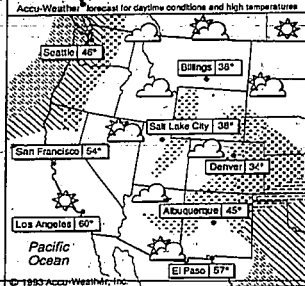 Accu-Weather® forecast for daytime conditions and high temperatures
Seattle 46°
Billings 38°
Salt Lake City 38°
San Francisco 54°
Denver 34°
Los Angeles 60°
Albuquerque 45°
Pacific
Ocean
El Paso 57°
© 1993 Accu-Weather, Inc.